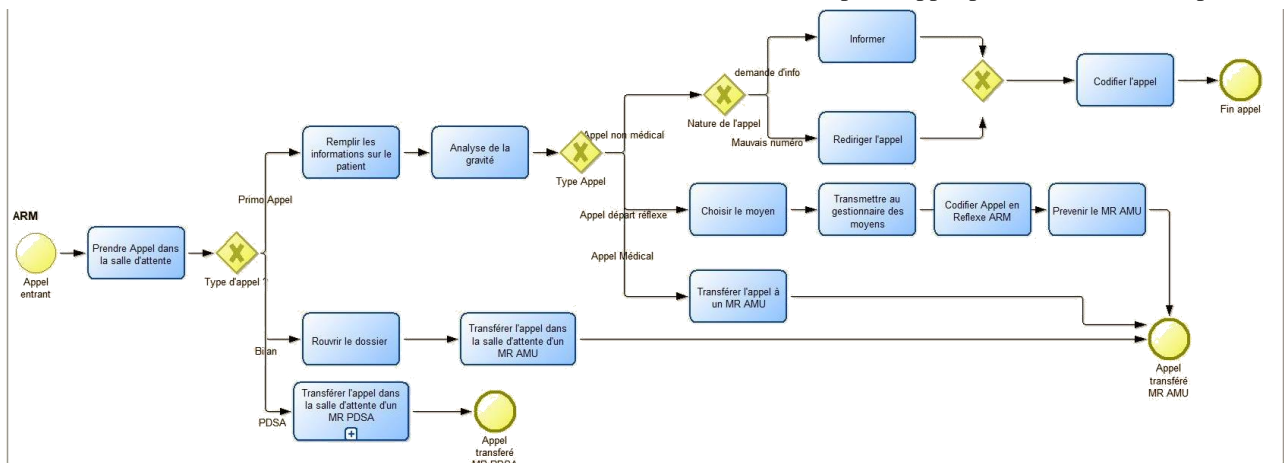 Informer
demande d'info
Nature de l'appel
Mauvais numéro
Rediriger l'appel
Codifier l'appel
Fin appel
Remplir les
informations sur le
patient
Analyse de la
gravité
Appel non médical
Type Appel
Primo Appel
Appel départ réflexe
Choisir le moyen
Transmettre au
gestionnaire des
moyens
Codifier Appel en
Reflexe ARM
Prevenir le MR AMU
ARM
Appel
entrant
Prendre Appel dans
la salle d'attente
Type d'appel ?
Appel Médical
Transférer l'appel à
un MR AMU
Bilan
Rouvrir le dossier
Transférer l'appel dans
la salle d'attente d'un
MR AMU
Appel
transféré
MR AMU
PDSA
Transférer l'appel dans
la salle d'attente d'un
MR PDSA
Appel
transferé
MR PDSA